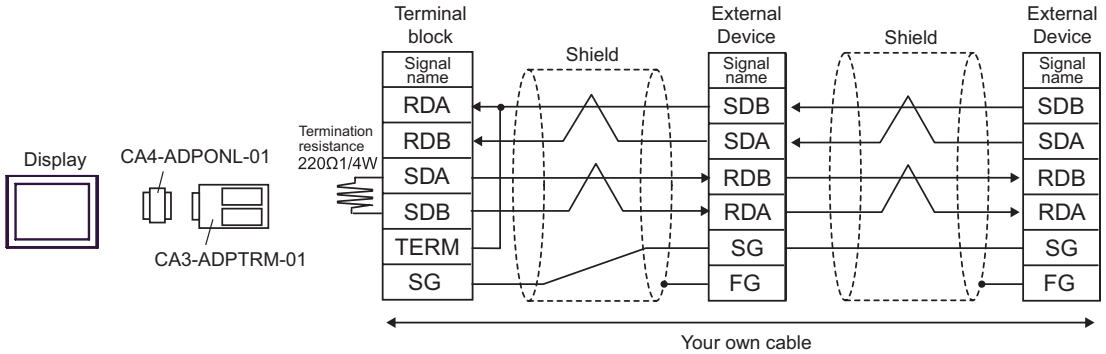 Terminal
block
External
Device
External
Device
Shield
Shield
Signal
name
Signal
name
Signal
name
RDA
SDB
SDB
RDB
SDA
SDA
SDA
RDB
RDB
SDB
RDA
RDA
TERM
SG
SG
SG
FG
FG
Termination
resistance
220Ω1/4W
Display
CA4-ADPONL-01
CA3-ADPTRM-01
Your own cable